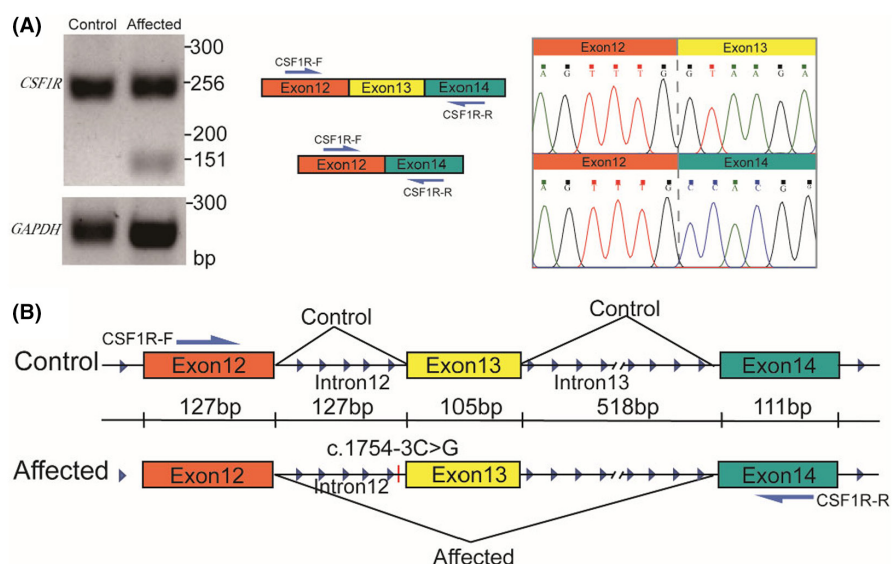 (A)
Control Affected
300
CSF1R
256
200
151
300
GAPDH
bp
CSF1R-F
Exon12 Exon13 Exon14
CSF1R-R
CSF1R-F
Exon12 Exon14
CSF1R-R
Exon12 Exon13
A G T T T G G T A A G A
Exon12 Exon14
A G T T T G C C A C G g
(B)
Control Control
CSF1R-F
Control Exon12 Exon13 Exon14
Intron12 Intron13
127bp 127bp 105bp 518bp 111bp
c.1754-3C>G
Affected Exon12 Exon13 Exon14
Intron12
CSF1R-R
Affected